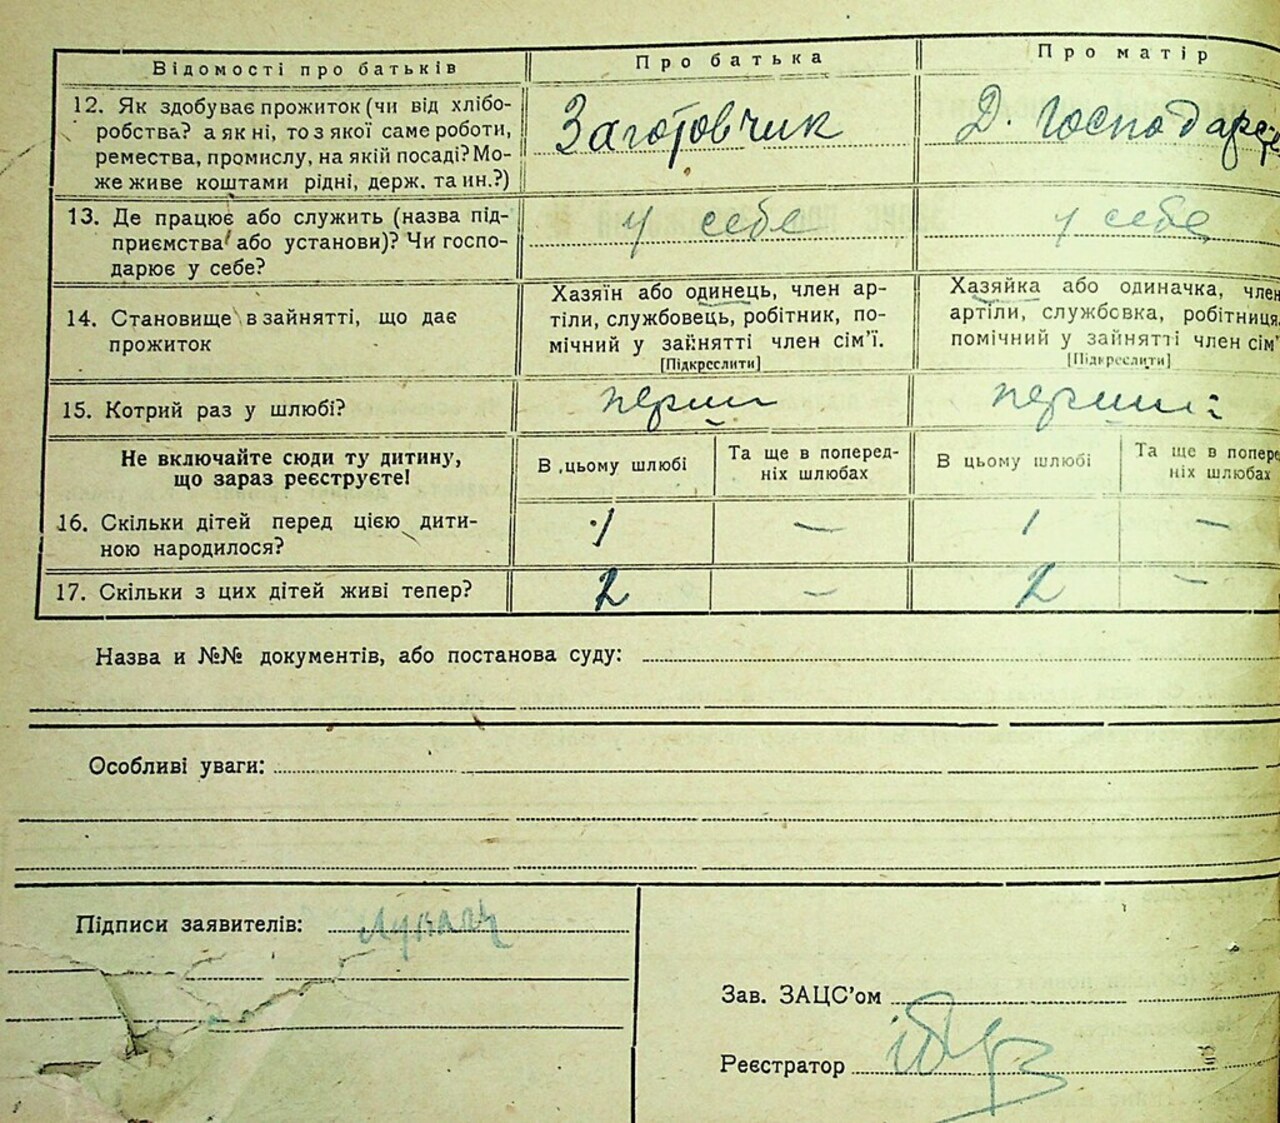 Відомості про батьків Про батька Про матір
12. Як здобуває прожиток (чи від хлібо-
робства? а як ні, то з якої саме роботи,
ремества, промислу, на якій посаді? Мо-
же живе коштами рідні, держ. та ин.?)
Заготовчик Д. Господарств
13. Де працює або служить (назва під-
приємства або установи)? Чи госпо-
дарює у себе?
у себе у себе
14. Становище в зайнятті, що дає
прожиток
Хазяїн або одинець, член ар-
тіли, службовець, робітник, по-
мічний у зайнятті член сім'ї.
[Підкреслити]
Хазяйка або одиначка, член
артіли, службовка, робітниця,
помічний у зайнятті член сім'
[Підкреслити]
15. Котрий раз у шлюбі? перший перший
Не включайте сюди ту дитину,
що зараз реєструєте!
В цьому шлюбі
Та ще в поперед-
ніх шлюбах
В цьому шлюбі
Та ще в попере
ніх шлюбах
16. Скільки дітей перед цією дити-
ною народилося?
1 — 1 —
17. Скільки з цих дітей живі тепер? 2 — 2 —
Назва и №№ документів, або постанова суду:
Особливі уваги:
Підписи заявителів:
Зав. ЗАЦС'ом
Реєстратор